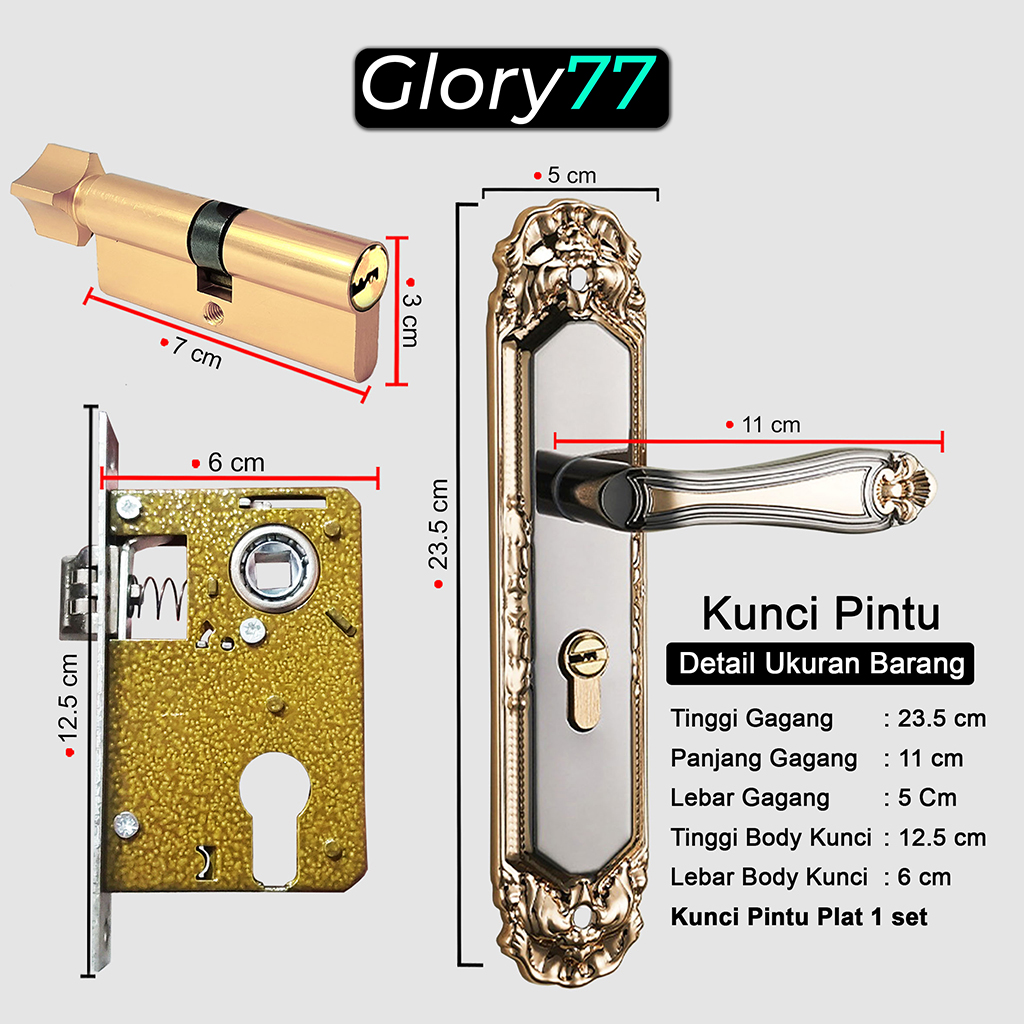 Glory77
• 5 cm
• 3 cm
• 7 cm
• 11 cm
• 6 cm
• 23.5 cm
• 12.5 cm
Kunci Pintu
Detail Ukuran Barang
Tinggi Gagang : 23.5 cm
Panjang Gagang : 11 cm
Lebar Gagang : 5 Cm
Tinggi Body Kunci : 12.5 cm
Lebar Body Kunci : 6 cm
Kunci Pintu Plat 1 set